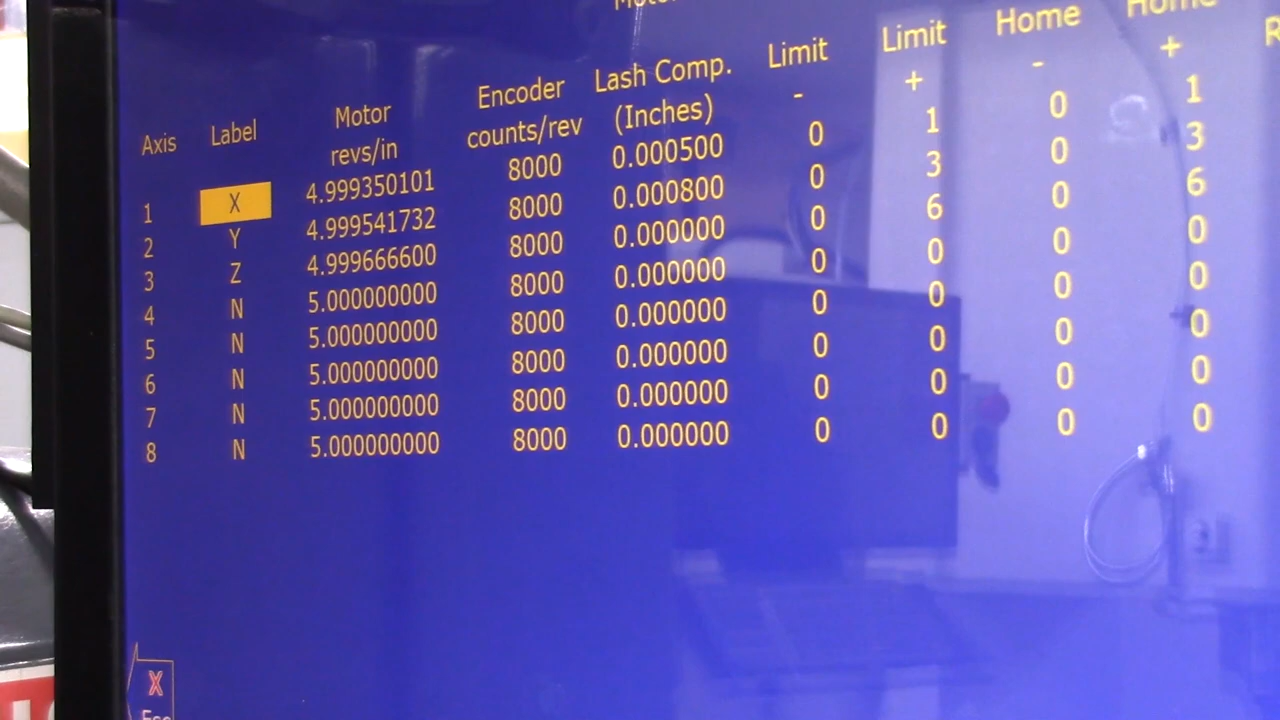 Limit Limit Home Home
Motor Encoder Lash Comp. - + - +
Axis Label revs/in counts/rev (Inches)
1 X 4.999350101 8000 0.000500 0 1 0 1
2 Y 4.999541732 8000 0.000800 0 3 0 3
3 Z 4.999666600 8000 0.000000 0 6 0 6
4 N 5.000000000 8000 0.000000 0 0 0 0
5 N 5.000000000 8000 0.000000 0 0 0 0
6 N 5.000000000 8000 0.000000 0 0 0 0
7 N 5.000000000 8000 0.000000 0 0 0 0
8 N 5.000000000 8000 0.000000 0 0 0 0
X
Esc